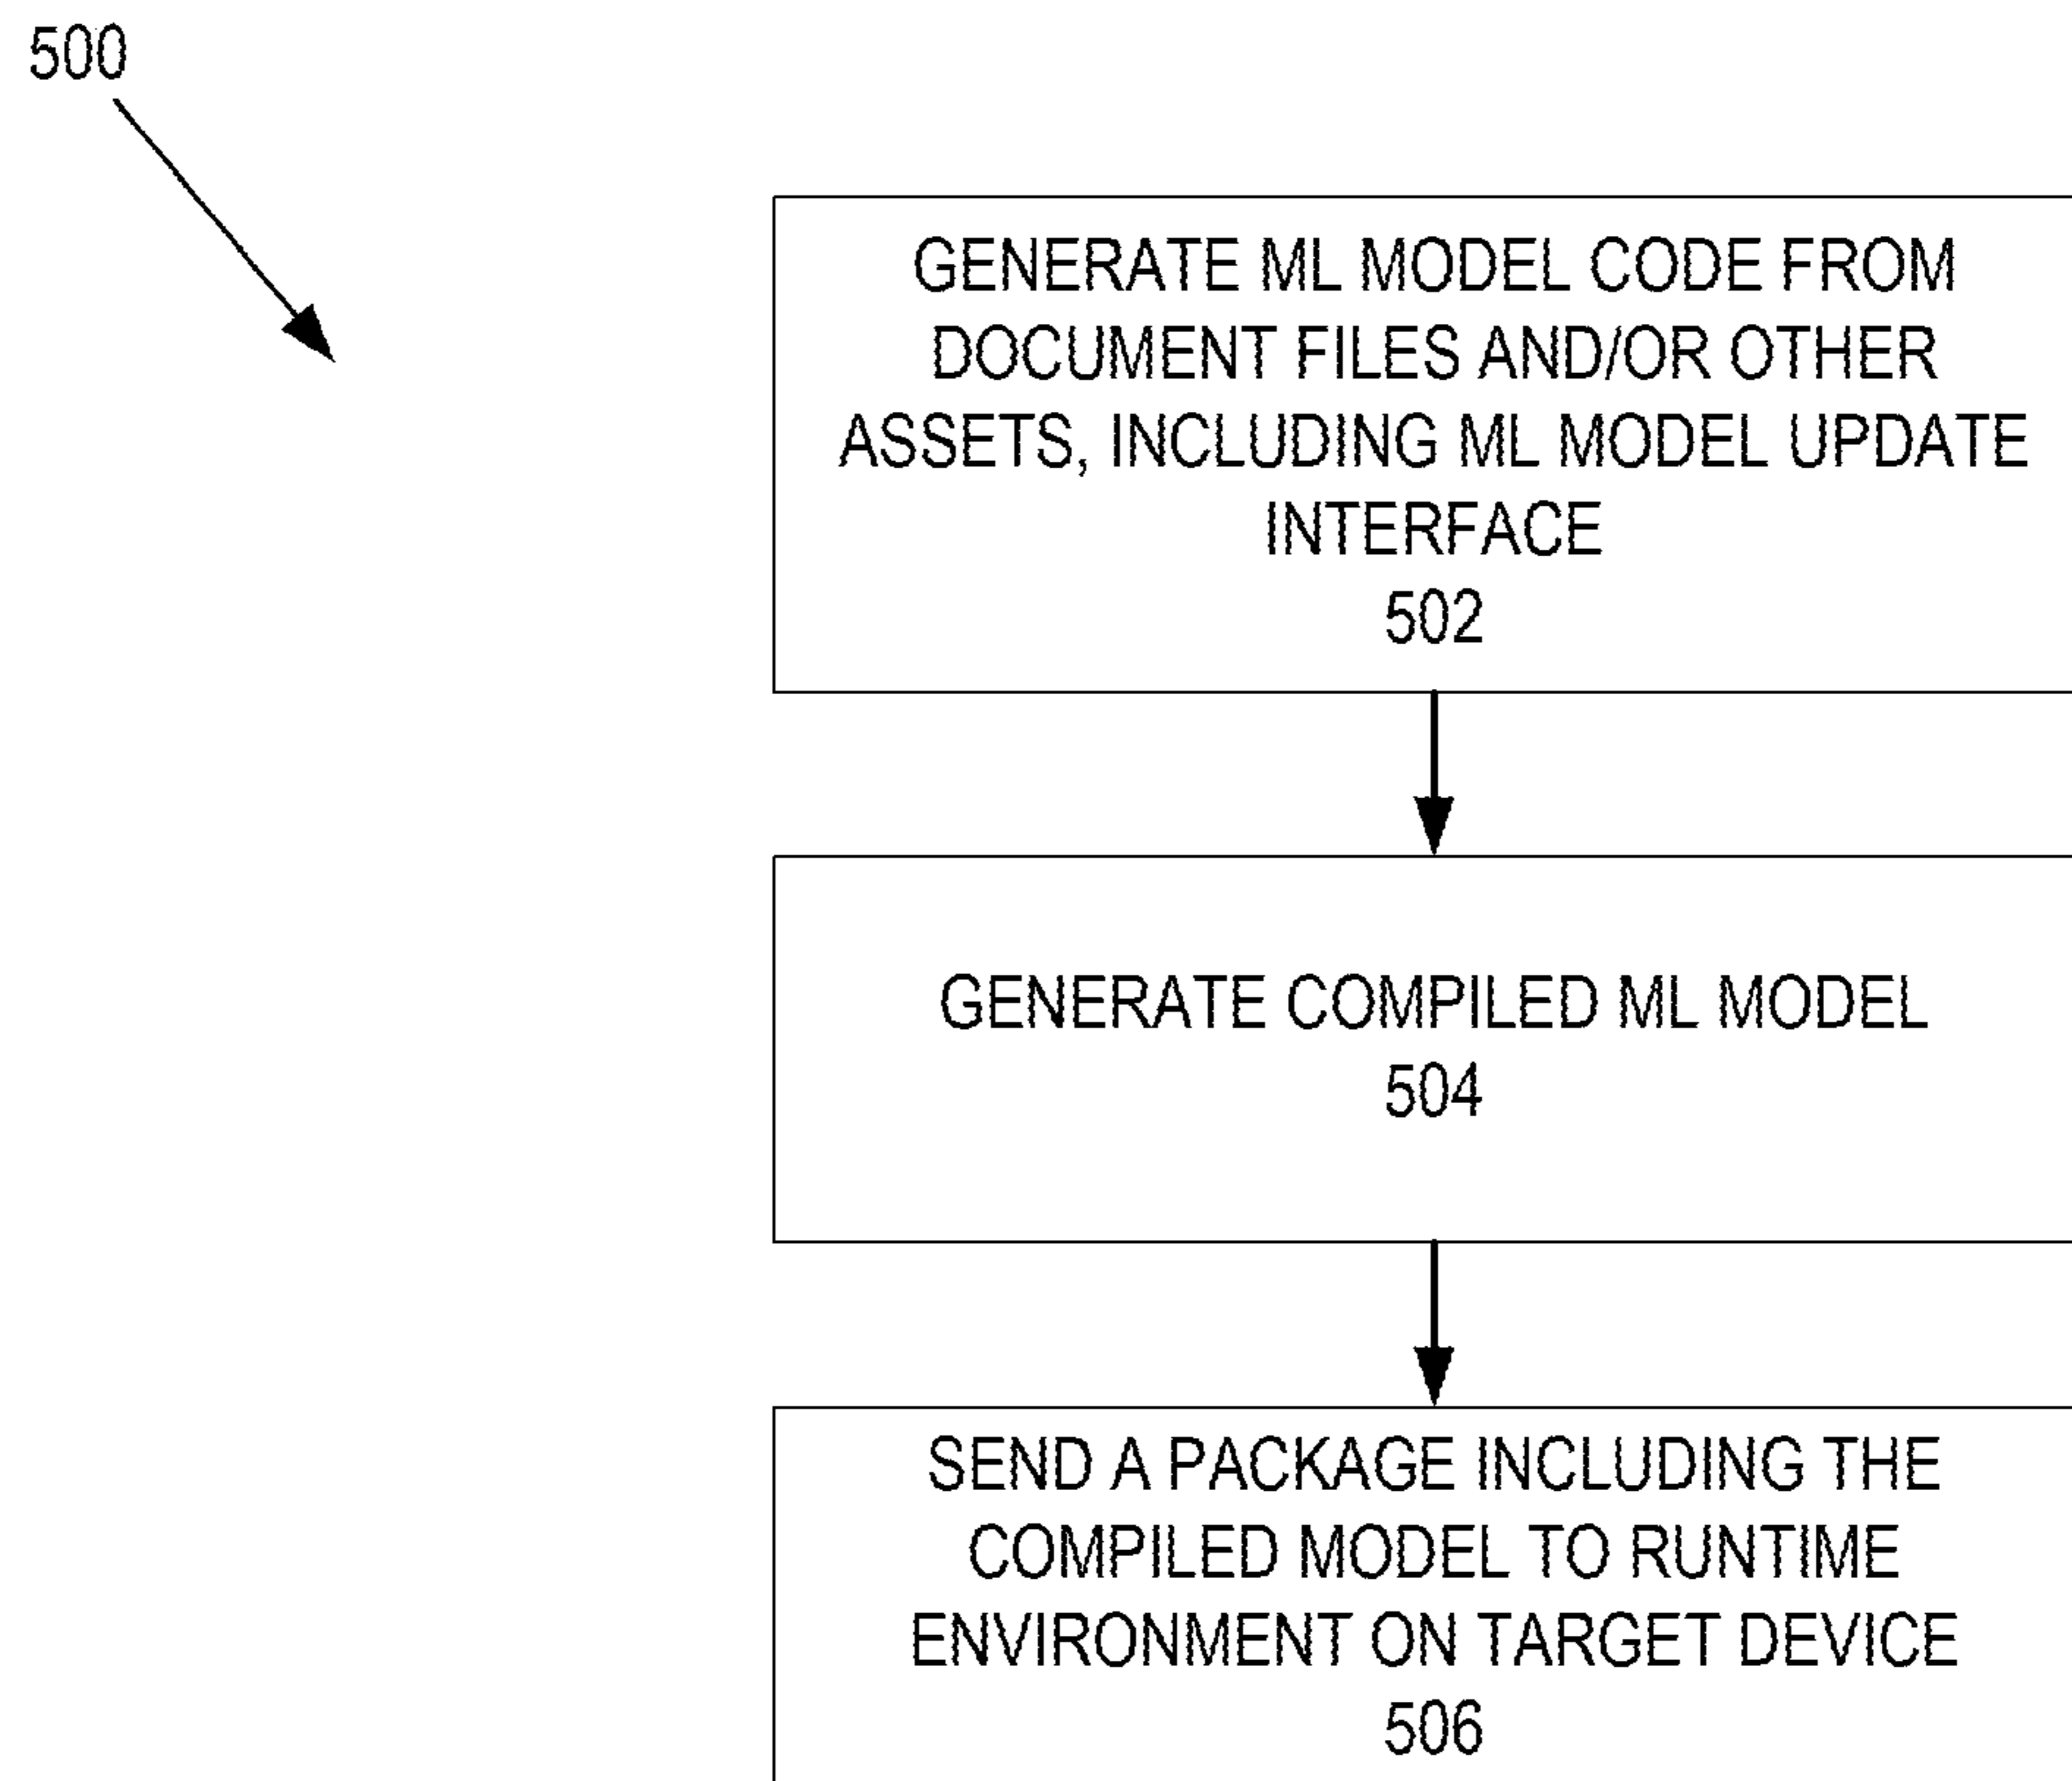 500
GENERATE ML MODEL CODE FROM
DOCUMENT FILES AND/OR OTHER
ASSETS, INCLUDING ML MODEL UPDATE
INTERFACE
502
GENERATE COMPILED ML MODEL
504
SEND A PACKAGE INCLUDING THE
COMPILED MODEL TO RUNTIME
ENVIRONMENT ON TARGET DEVICE
506